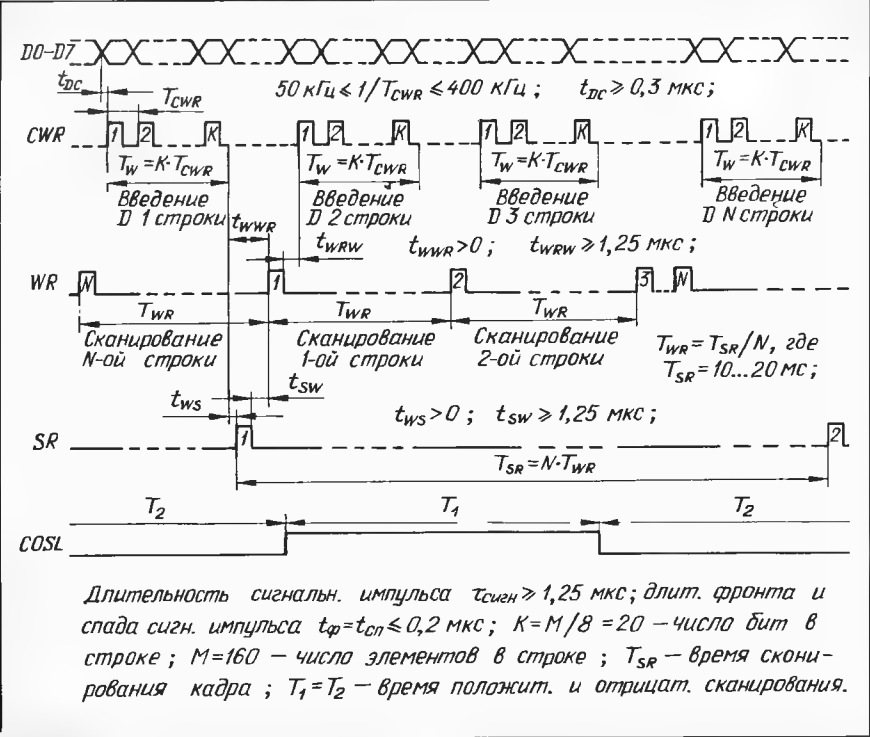 D0-D7
t_DC
T_CWR
50 кГц ≤ 1/T_CWR ≤ 400 кГц ; t_DC ≥ 0,3 мкс ;
CWR
1 2 K 1 2 K 1 2 K 1 2 K
T_W = K·T_CWR T_W = K·T_CWR T_W = K·T_CWR T_W = K·T_CWR
Введение Введение Введение Введение
D 1 строки D 2 строки D 3 строки D N строки
t_WWR
t_WRW t_WWR > 0 ; t_WRW ≥ 1,25 мкс ;
WR
N 1 2 3 N
T_WR T_WR T_WR
Сканирование Сканирование Сканирование
N-ой строки 1-ой строки 2-ой строки
T_WR = T_SR/N, где
T_SR = 10...20 мс ;
t_SW
t_WS t_WS > 0 ; t_SW ≥ 1,25 мкс ;
SR
1 2
T_SR = N·T_WR
T_2 T_1 T_2
COSL
Длительность сигнальн. импульса τ_сигн ≥ 1,25 мкс ; длит. фронта и
спада сигн. импульса t_ф = t_сп ≤ 0,2 мкс ; K = M/8 = 20 — число бит в
строке ; M = 160 — число элементов в строке ; T_SR — время скони-
рования кадра ; T_1 = T_2 — время положит. и отрицат. сканирования.